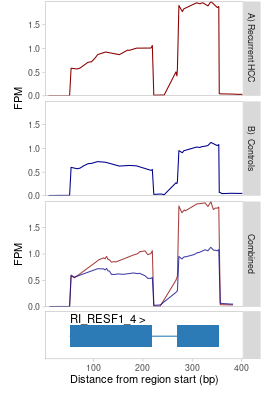 1.5
1.0
0.5
0.0
A) Recurrent HCC
FPM
1.5
1.0
0.5
0.0
B): Controls
1.5
1.0
0.5
0.0
FPM
Combined
RI_RESF1_4 >
100 200 300 400
Distance from region start (bp)